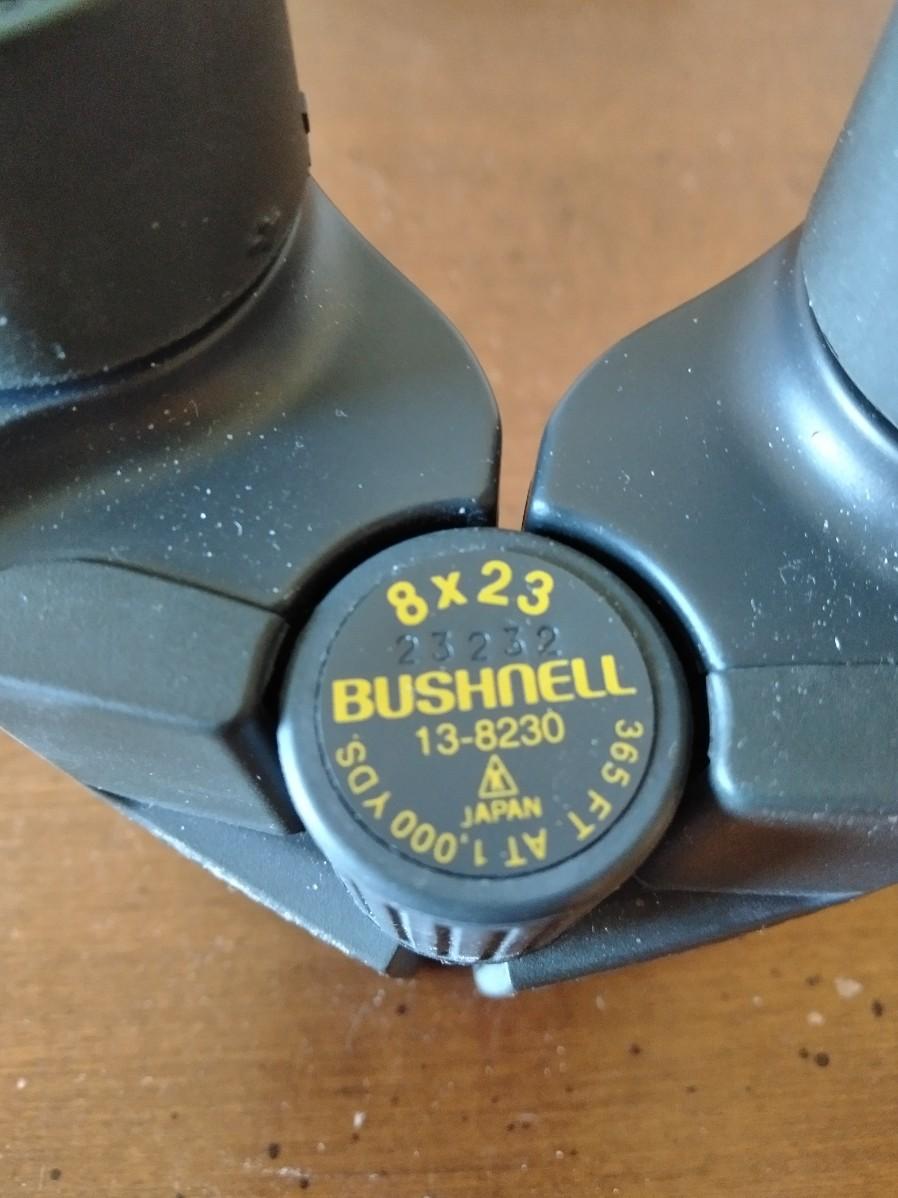 8x23
23232
BUSHNELL
13-8230
JAPAN
365 FT. AT 1,000 YDS.